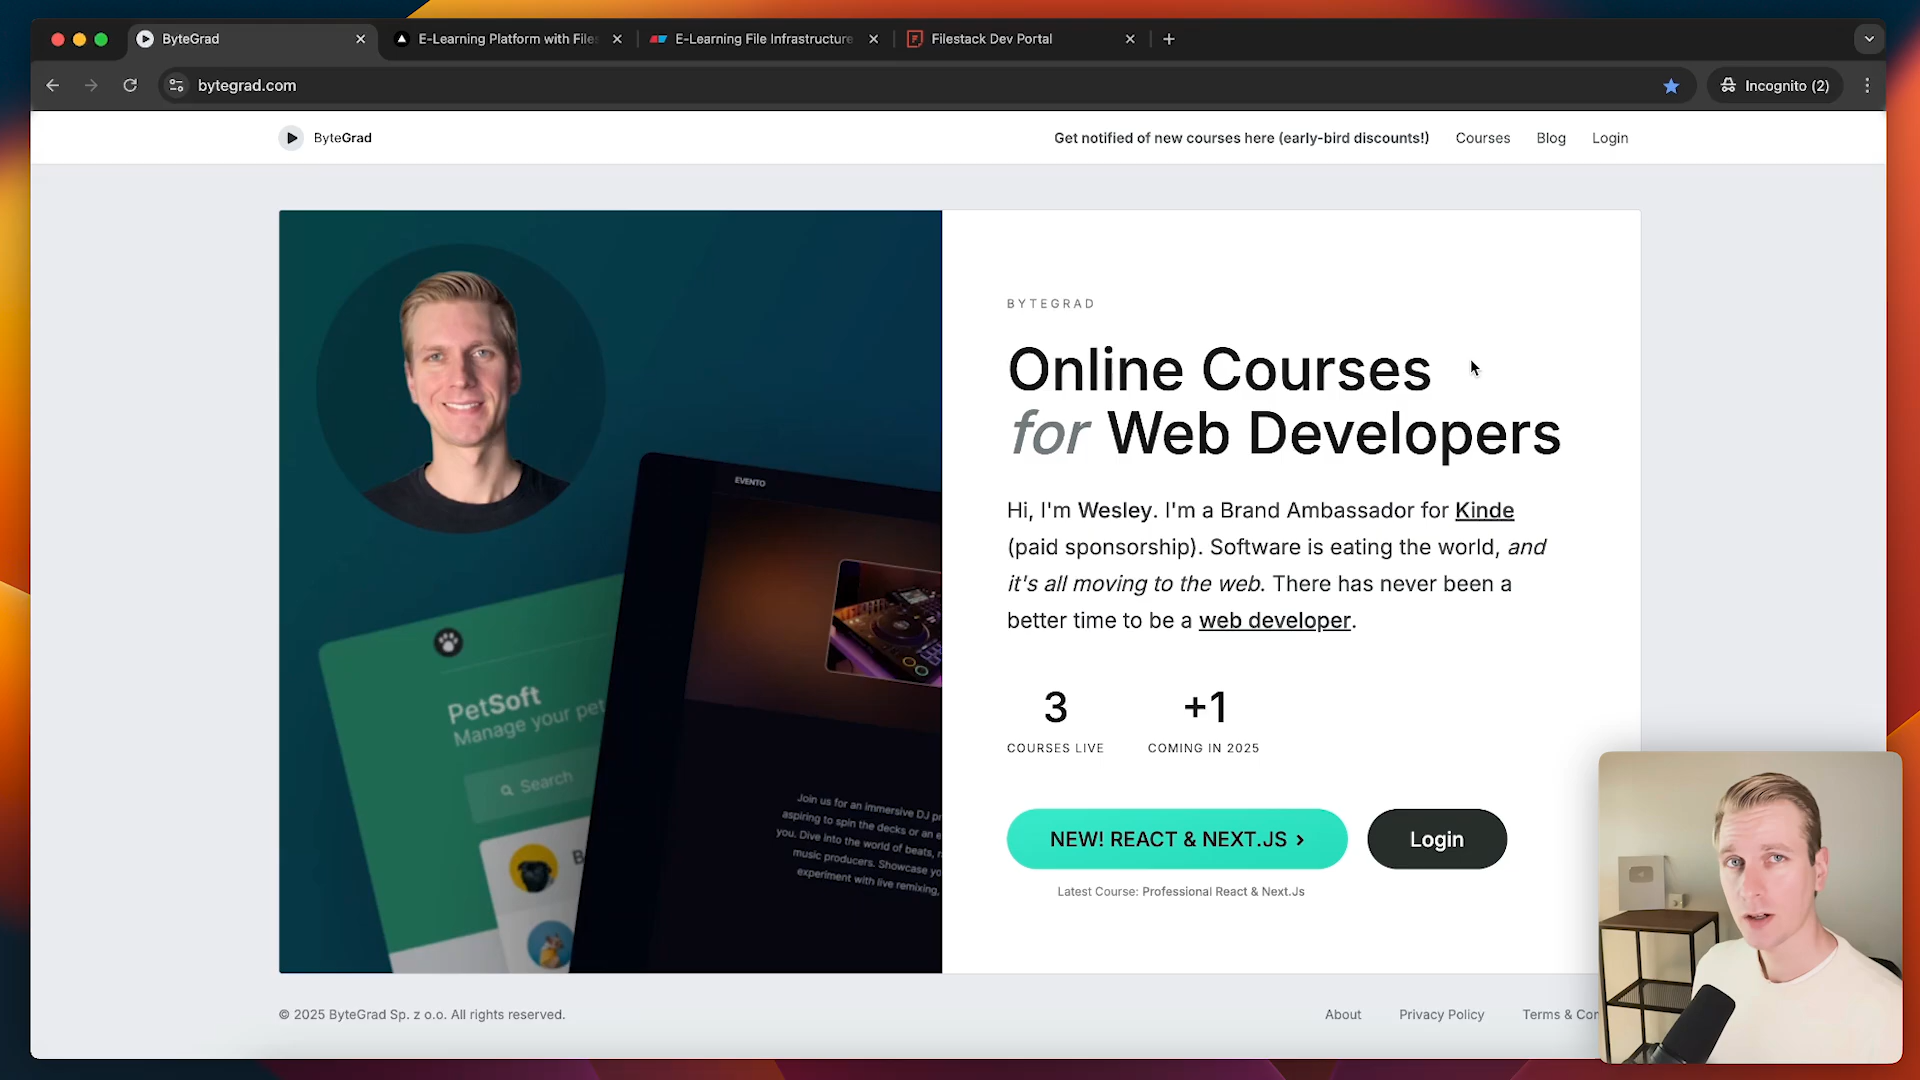 ByteGrad
E-Learning Platform with Files
E-Learning File Infrastructure
Filestack Dev Portal
bytegrad.com
Incognito (2)
ByteGrad
Get notified of new courses here (early-bird discounts!)
Courses
Blog
Login
EVENTO
PetSoft
Manage your pet
Search
B
Join us for an immersive DJ pr
aspiring to spin the decks or an e
you. Dive into the world of beats, r
music producers. Showcase yo
experiment with live remixing,
BYTEGRAD
Online Courses
for Web Developers
Hi, I'm Wesley. I'm a Brand Ambassador for Kinde
(paid sponsorship). Software is eating the world, and
it's all moving to the web. There has never been a
better time to be a web developer.
3
COURSES LIVE
+1
COMING IN 2025
NEW! REACT & NEXT.JS ›
Login
Latest Course: Professional React & Next.Js
© 2025 ByteGrad Sp. z o.o. All rights reserved.
About
Privacy Policy
Terms & Con